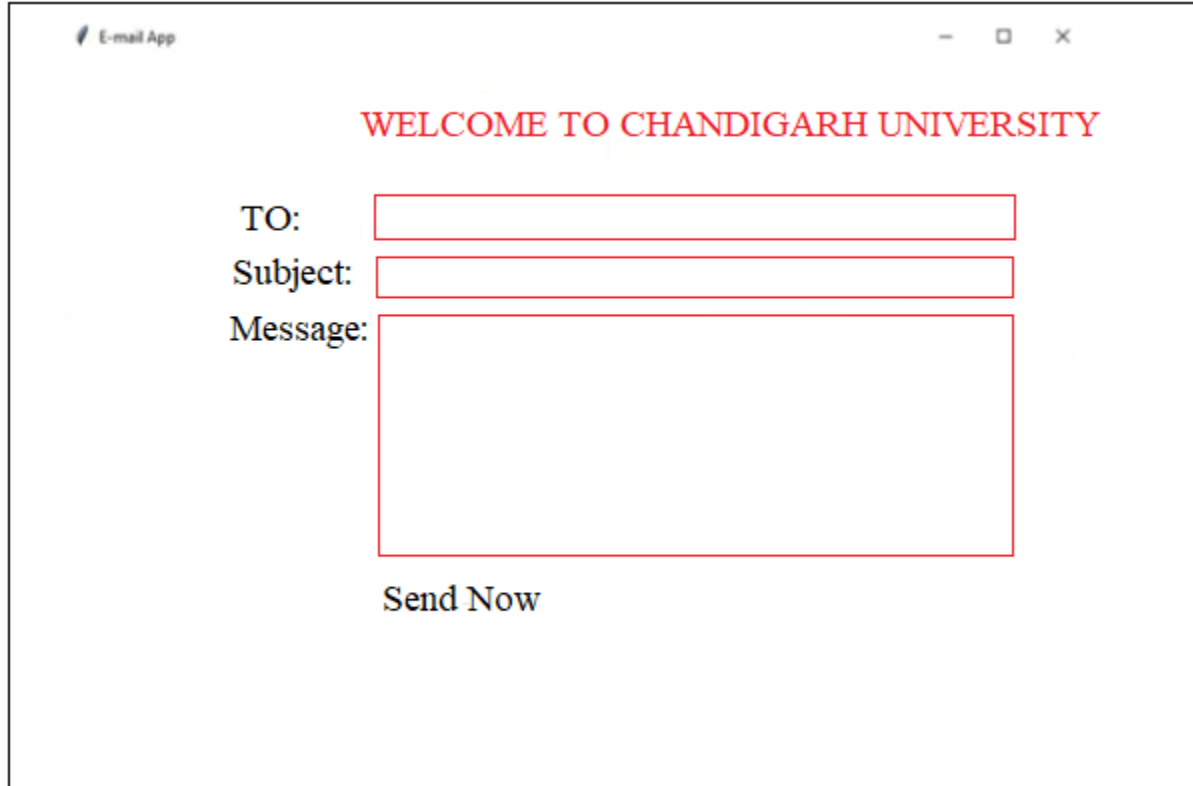 E-mail App
WELCOME TO CHANDIGARH UNIVERSITY
TO:
Subject:
Message:
Send Now